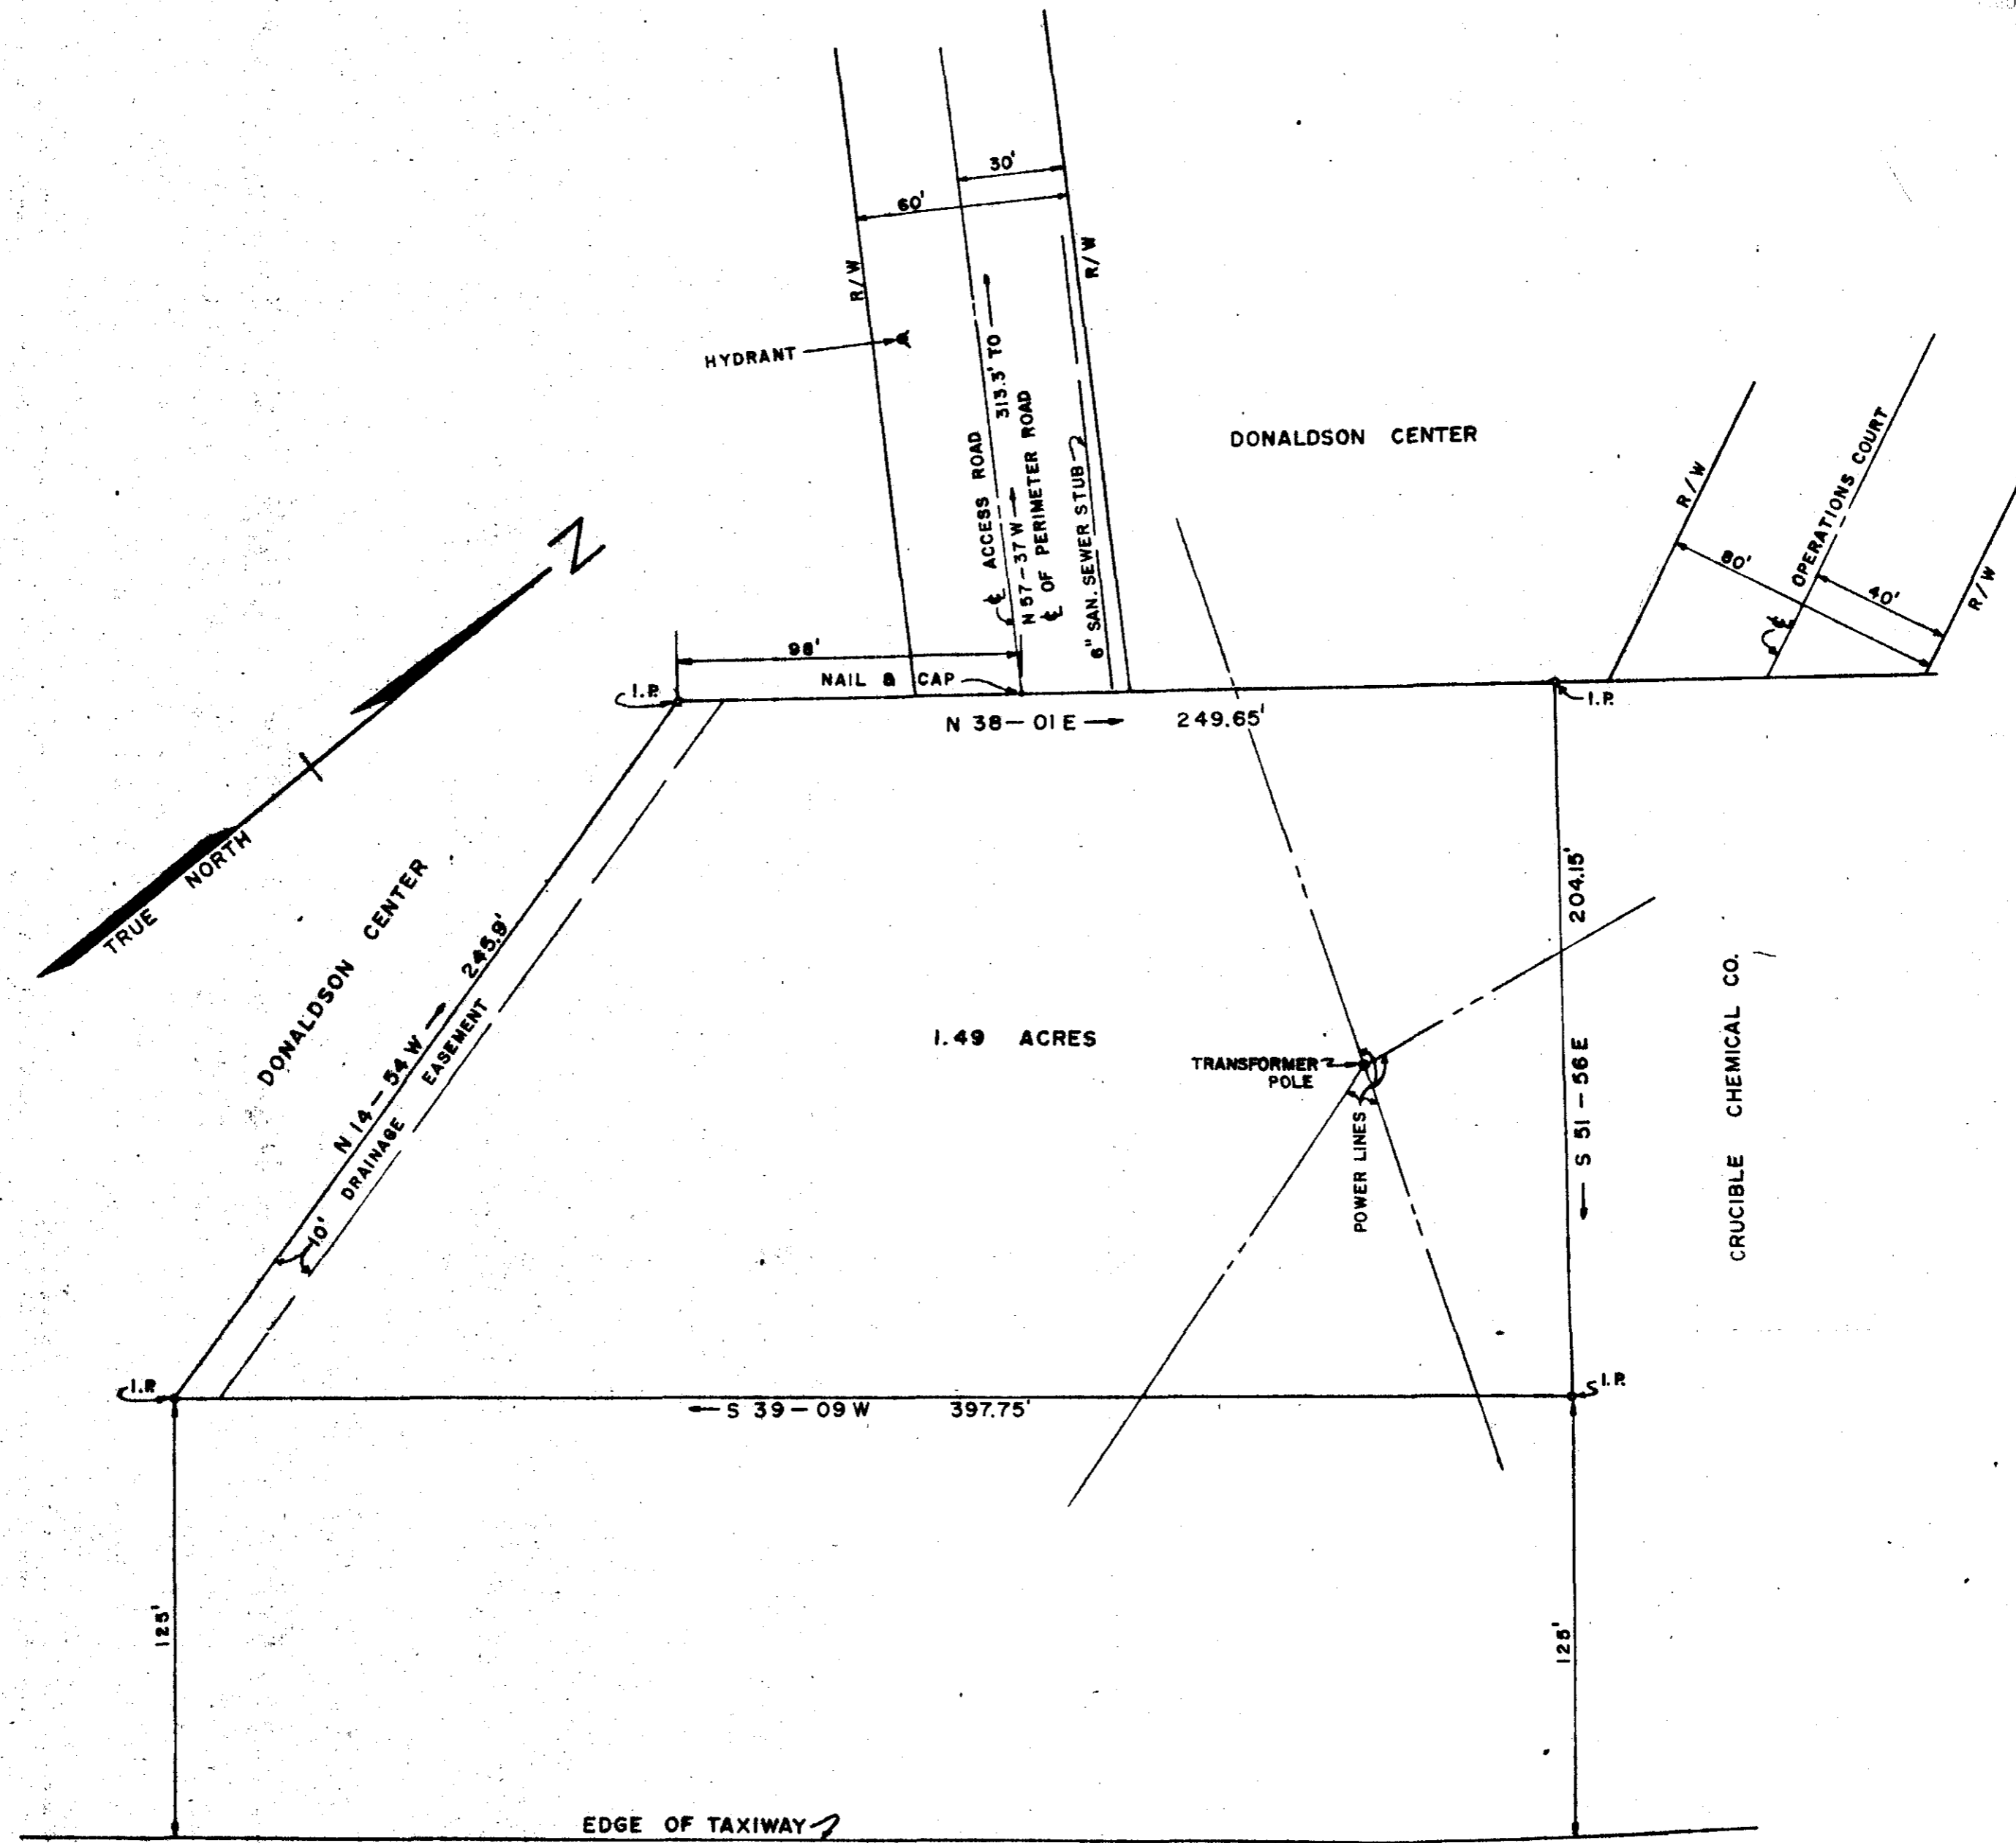 30'
60'
R/W
R/W
HYDRANT
℄ ACCESS ROAD 313.3' TO
N 57-37 W
℄ OF PERIMETER ROAD
6" SAN. SEWER STUB
DONALDSON CENTER
R/W
OPERATIONS COURT
℄
80'
40'
R/W
N
TRUE NORTH
98'
NAIL & CAP
I.P.
I.P.
N 38-01 E 249.65'
DONALDSON CENTER
N 14-54 W 245.9'
10' DRAINAGE EASEMENT
1.49 ACRES
TRANSFORMER
POLE
POWER LINES
204.15'
S 51-56 E
CRUCIBLE CHEMICAL CO.
I.P.
I.P.
S 39-09 W 397.75'
125'
125'
EDGE OF TAXIWAY